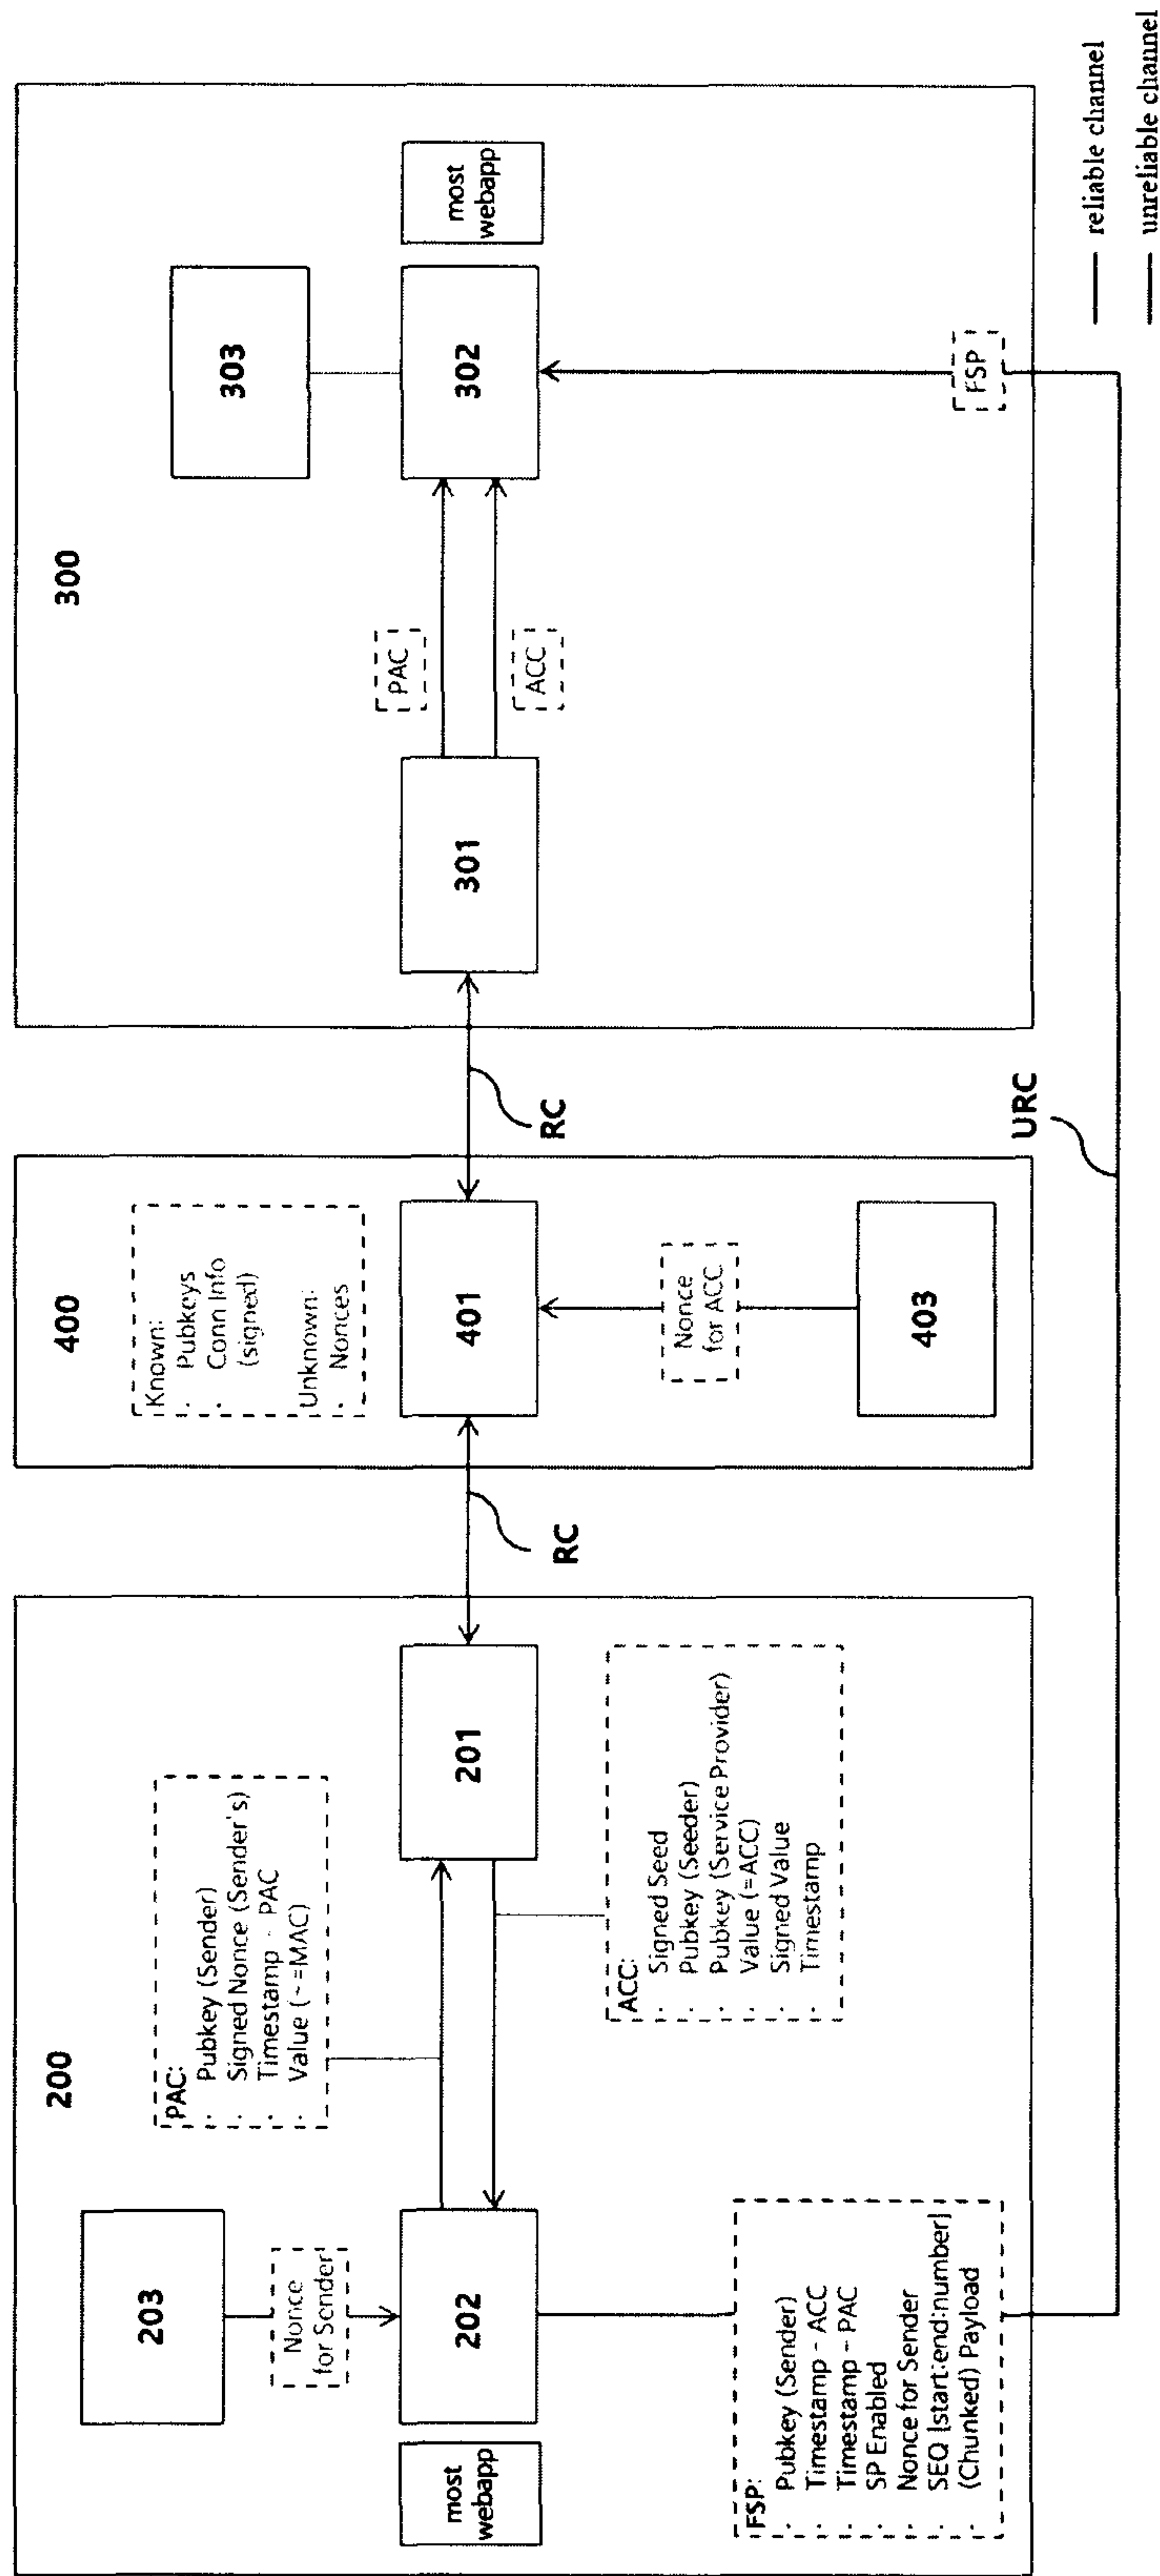 200
203
Nonce
for Sender
202
most
webapp
PAC:
· Pubkey (Sender)
· Signed Nonce (Sender's)
· Timestamp - PAC
· Value (~=MAC)
201
ACC:
· Signed Seed
· Pubkey (Seeder)
· Pubkey (Service Provider)
· Value (=ACC)
· Signed Value
· Timestamp
FSP:
· Pubkey (Sender)
· Timestamp - ACC
· Timestamp - PAC
· SP Enabled
· Nonce for Sender
· SEQ [start:end:number]
· (Chunked) Payload
RC
400
Known:
· Pubkeys
· Conn Info
(signed)
Unknown:
· Nonces
401
Nonce
for ACC
403
RC
URC
300
301
PAC
ACC
303
302
most
webapp
FSP
reliable channel
unreliable channel